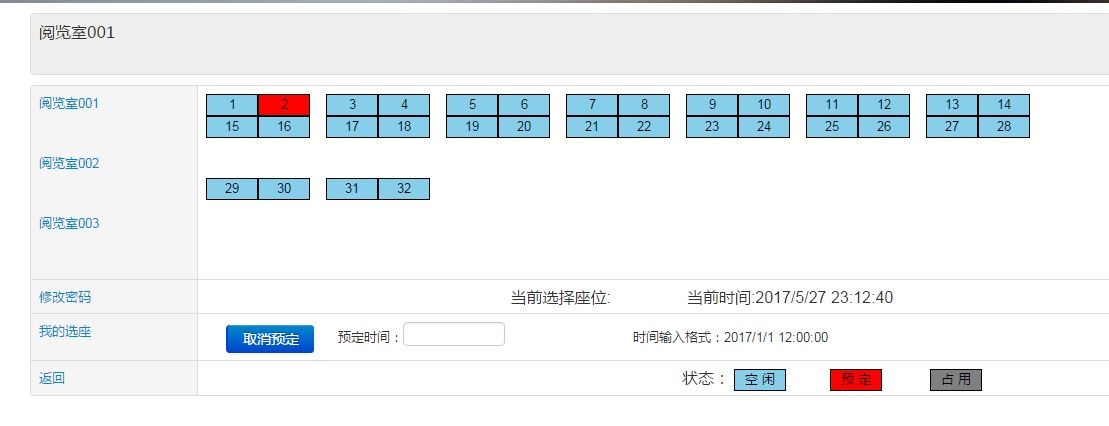 阅览室001
阅览室001
1 2 3 4 5 6 7 8 9 10 11 12 13 14
15 16 17 18 19 20 21 22 23 24 25 26 27 28
阅览室002
29 30 31 32
阅览室003
修改密码 当前选择座位: 当前时间:2017/5/27 23:12:40
我的选座 取消预定 预定时间： 时间输入格式：2017/1/1 12:00:00
返回 状态： 空 闲 预 定 占 用